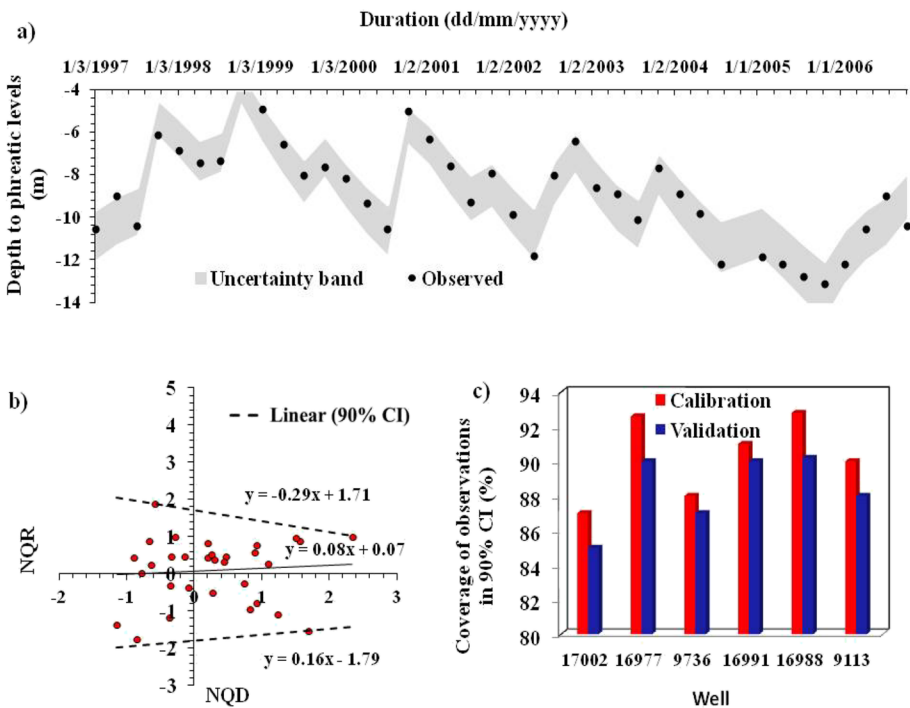 Duration (dd/mm/yyyy)
a)
1/3/1997 1/3/1998 1/3/1999 1/3/2000 1/2/2001 1/2/2002 1/2/2003 1/2/2004 1/1/2005 1/1/2006
Depth to phreatic levels
(m)
-4
-6
-8
-10
-12
-14
Uncertainty band Observed
b)
NQR
5
4
3
2
1
0
-1
-2
-3
-2 -1 0 1 2 3
Linear (90% CI)
y = -0.29x + 1.71
y = 0.08x + 0.07
y = 0.16x - 1.79
NQD
c)
Coverage of observations
in 90% CI (%)
94
92
90
88
86
84
82
80
Calibration
Validation
17002 16977 9736 16991 16988 9113
Well